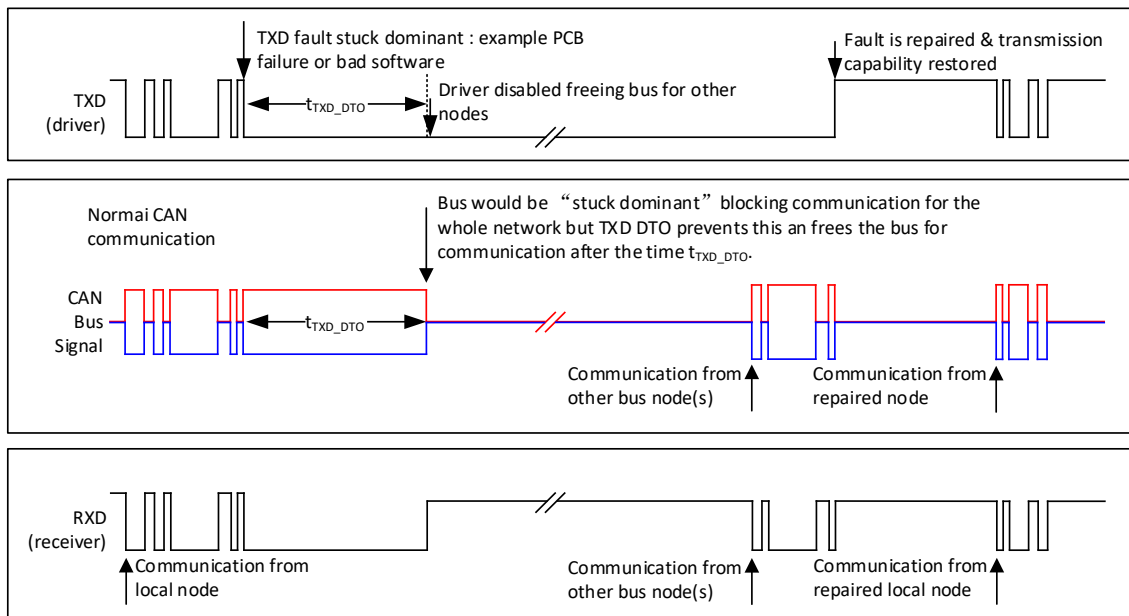 TXD fault stuck dominant : example PCB
failure or bad software
Fault is repaired & transmission
capability restored
Driver disabled freeing bus for other
nodes
TXD
(driver)
tTXD_DTO
Normai CAN
communication
Bus would be “stuck dominant” blocking communication for the
whole network but TXD DTO prevents this an frees the bus for
communication after the time tTXD_DTO.
CAN
Bus
Signal
tTXD_DTO
Communication from
other bus node(s)
Communication from
repaired node
RXD
(receiver)
Communication from
local node
Communication from
other bus node(s)
Communication from
repaired local node